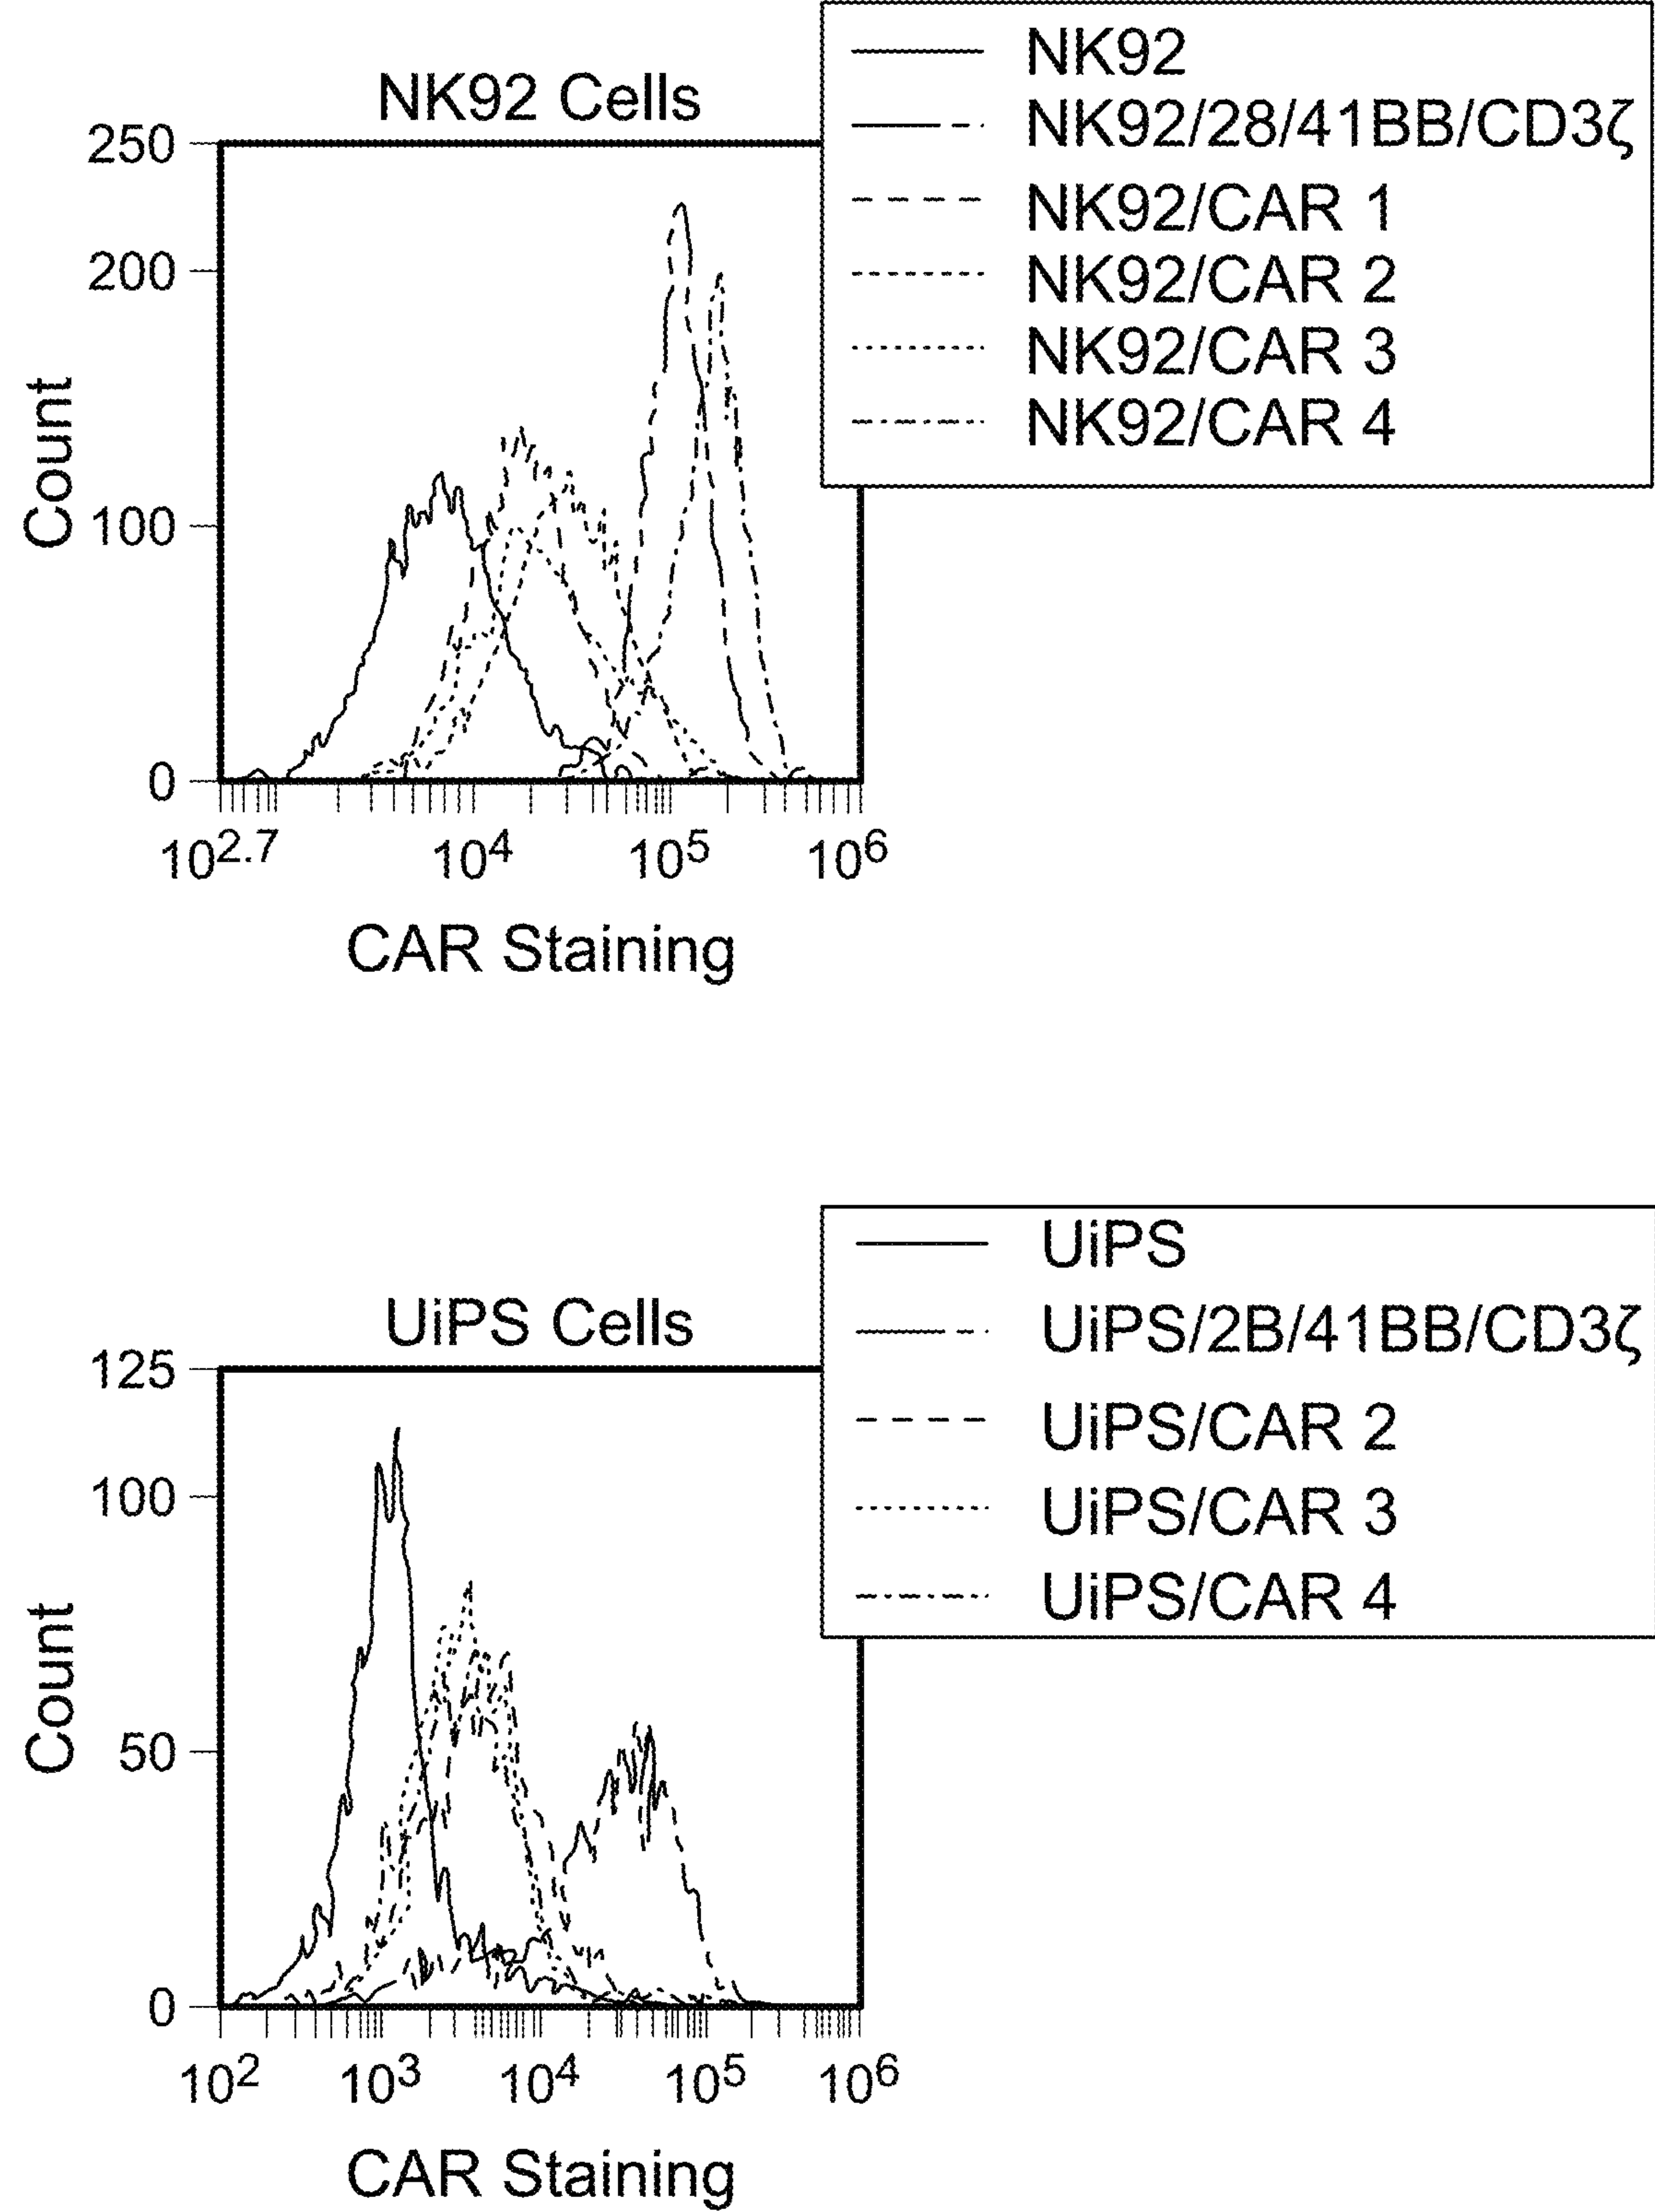 NK92 Cells
NK92
NK92/28/41BB/CD3ζ
NK92/CAR 1
NK92/CAR 2
NK92/CAR 3
NK92/CAR 4
Count
250
200
100
0
10^2.7 10^4 10^5 10^6
CAR Staining
UiPS Cells
UiPS
UiPS/2B/41BB/CD3ζ
UiPS/CAR 2
UiPS/CAR 3
UiPS/CAR 4
Count
125
100
50
0
10^2 10^3 10^4 10^5 10^6
CAR Staining